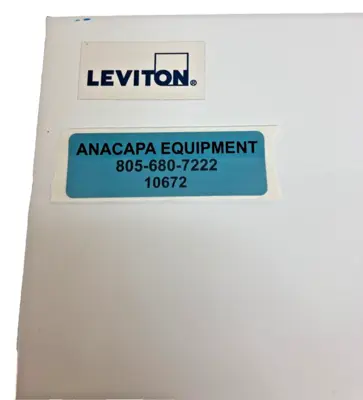 LEVITON®
ANACAPA EQUIPMENT
805-680-7222
10672